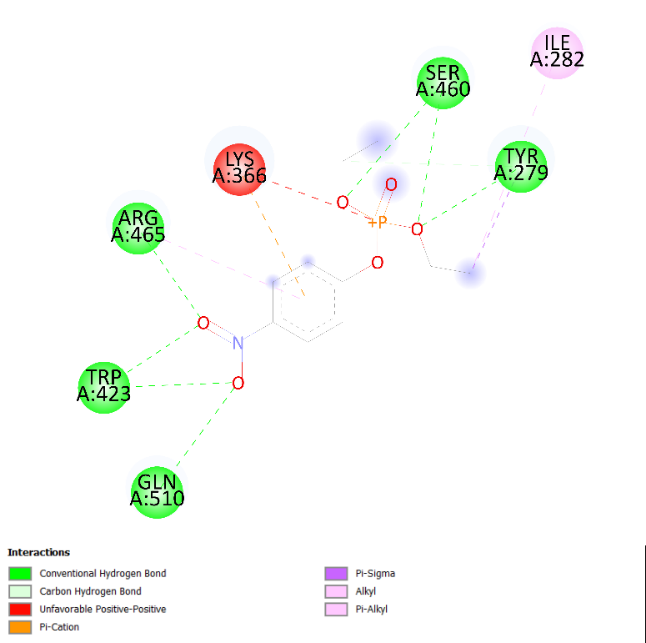 ILE
A:282
SER
A:460
TYR
A:279
LYS
A:366
O
O
+P
O
ARG
A:465
O
O
N
O
TRP
A:423
GLN
A:510
Interactions
Conventional Hydrogen Bond
Carbon Hydrogen Bond
Unfavorable Positive-Positive
Pi-Cation
Pi-Sigma
Alkyl
Pi-Alkyl